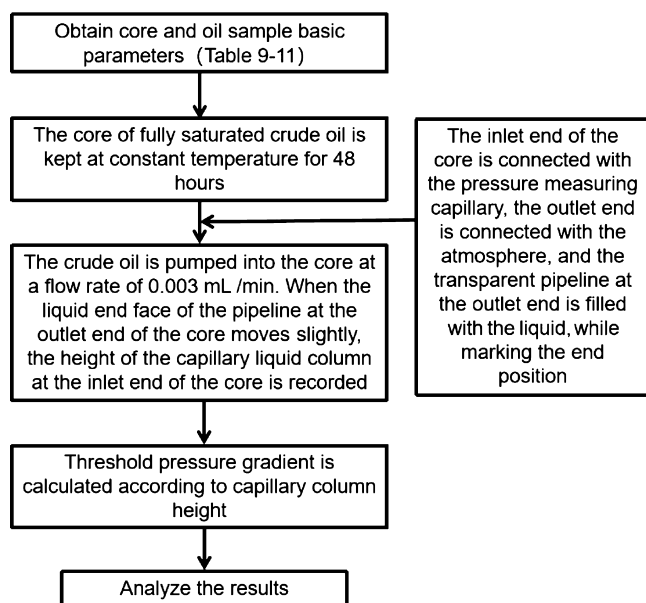 Obtain core and oil sample basic
parameters （Table 9-11）
The core of fully saturated crude oil is
kept at constant temperature for 48
hours
The inlet end of the
core is connected with
the pressure measuring
capillary, the outlet end
is connected with the
atmosphere, and the
transparent pipeline at
the outlet end is filled
with the liquid, while
marking the end
position
The crude oil is pumped into the core at
a flow rate of 0.003 mL /min. When the
liquid end face of the pipeline at the
outlet end of the core moves slightly,
the height of the capillary liquid column
at the inlet end of the core is recorded
Threshold pressure gradient is
calculated according to capillary column
height
Analyze the results